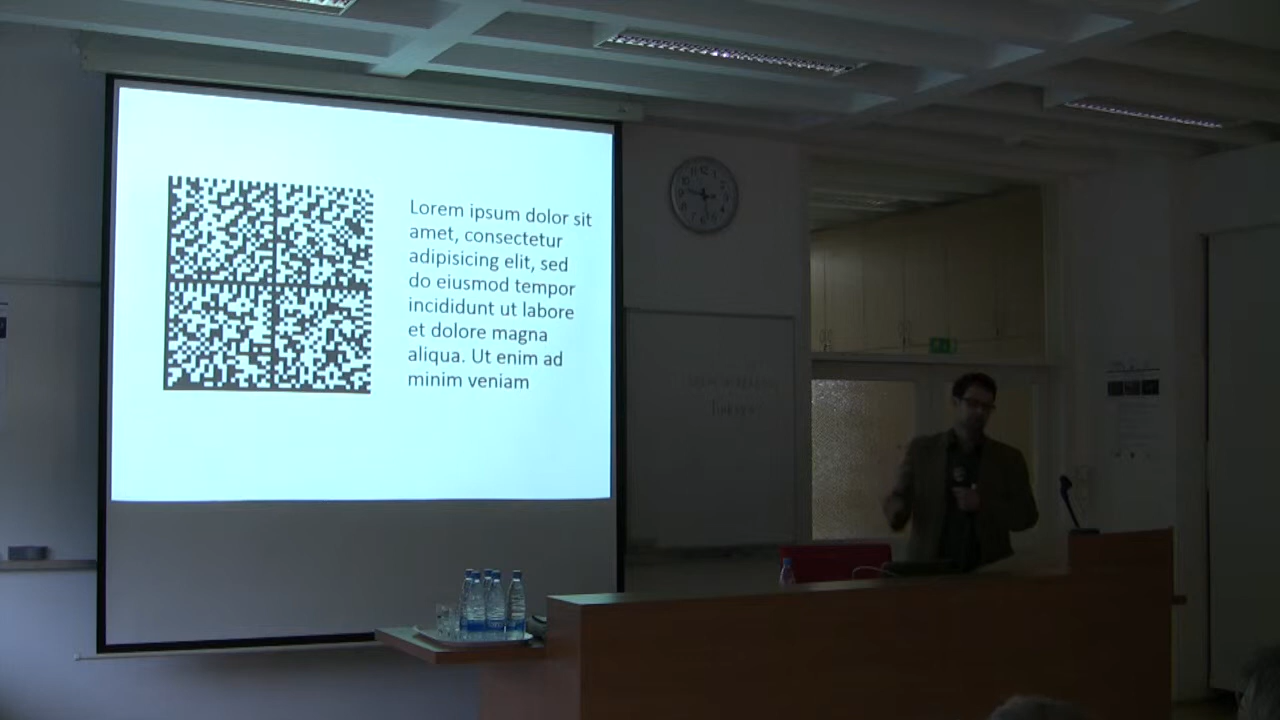 Lorem ipsum dolor sit
amet, consectetur
adipisicing elit, sed
do eiusmod tempor
incididunt ut labore
et dolore magna
aliqua. Ut enim ad
minim veniam